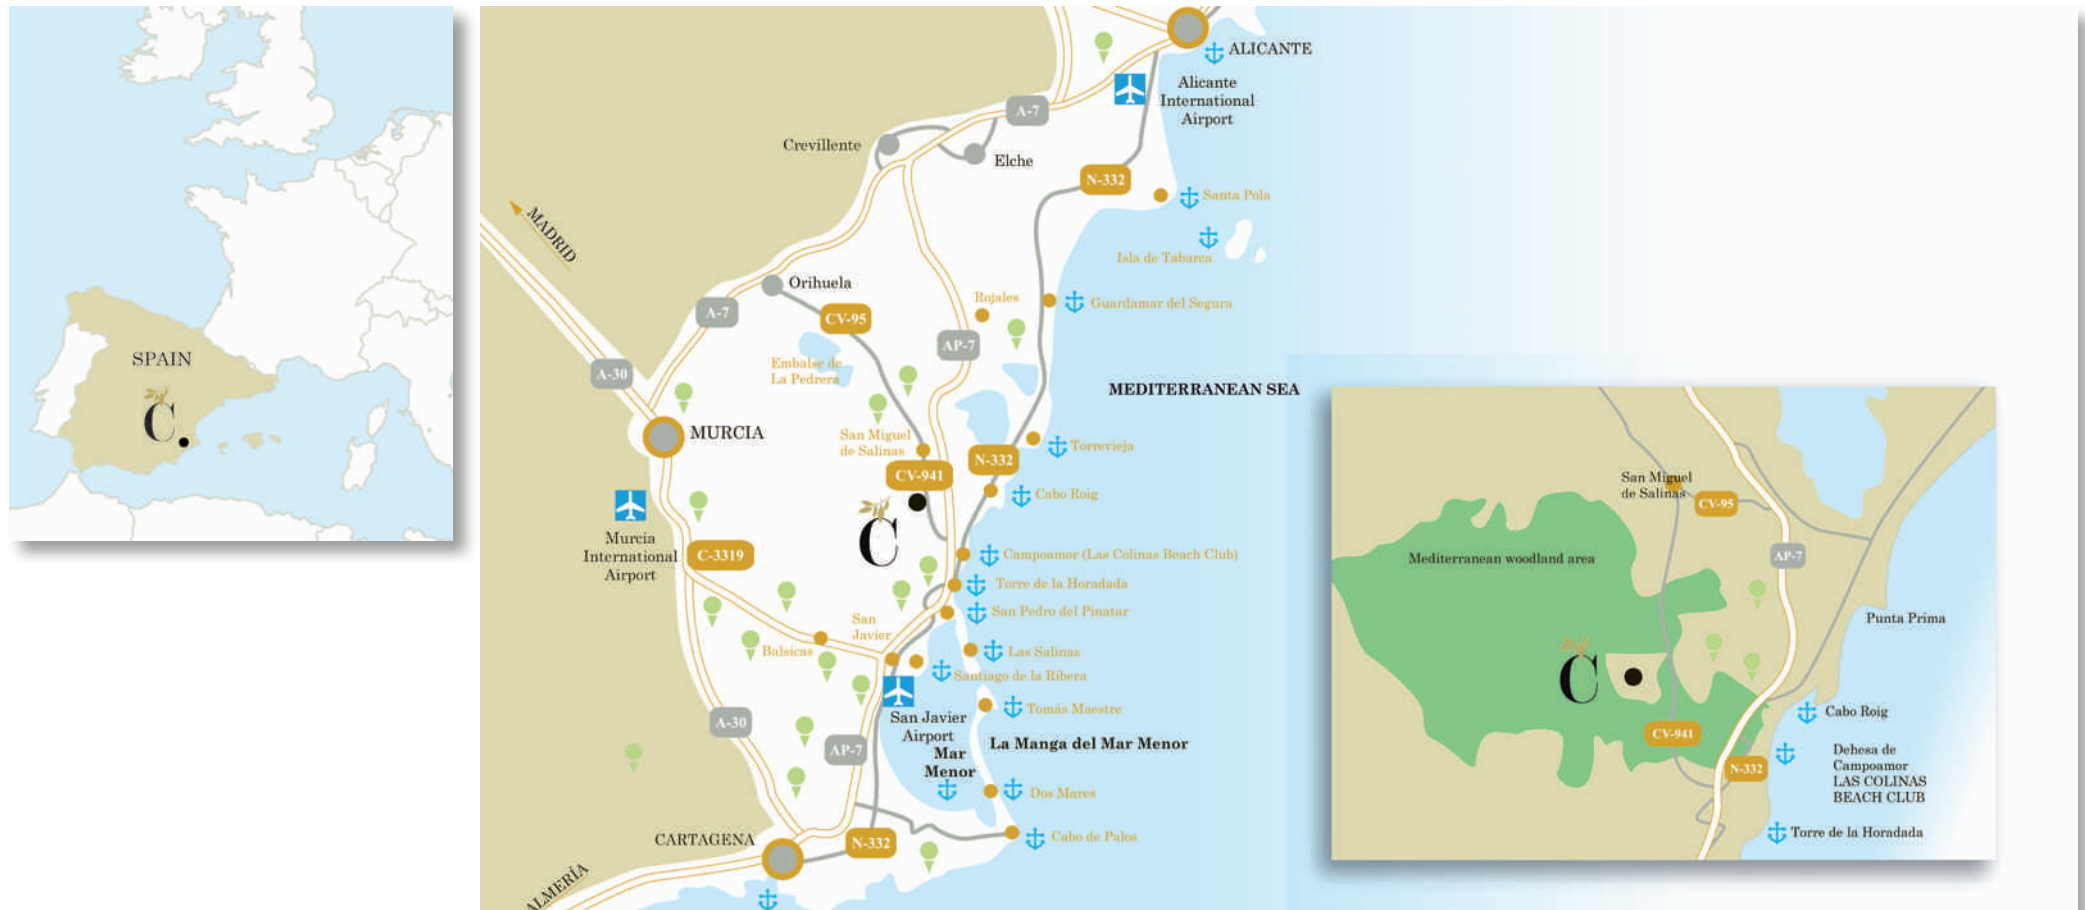 SPAIN
C.
ALICANTE
Alicante
International
Airport
A-7
Crevillente
Elche
N-332
Santa Pola
MADRID
Isla de Tabarca
Orihuela
Rojales
Guardamar del Segura
A-7
CV-95
AP-7
Embalse de
La Pedrera
A-30
MEDITERRANEAN SEA
MURCIA
San Miguel
de Salinas
Torrevieja
N-332
CV-941
Cabo Roig
C
Murcia
International
Airport
C-3319
Campoamor (Las Colinas Beach Club)
Torre de la Horadada
San Pedro del Pinatar
San
Javier
Balsicas
Las Salinas
Santiago de la Ribera
Tomás Maestre
San Javier
Airport
A-30
AP-7
La Manga del Mar Menor
Mar
Menor
Dos Mares
CARTAGENA
N-332
Cabo de Palos
ALMERÍA
San Miguel
de Salinas
CV-95
Mediterranean woodland area
AP-7
Punta Prima
C
Cabo Roig
CV-941
N-332
Dehesa de
Campoamor
LAS COLINAS
BEACH CLUB
Torre de la Horadada